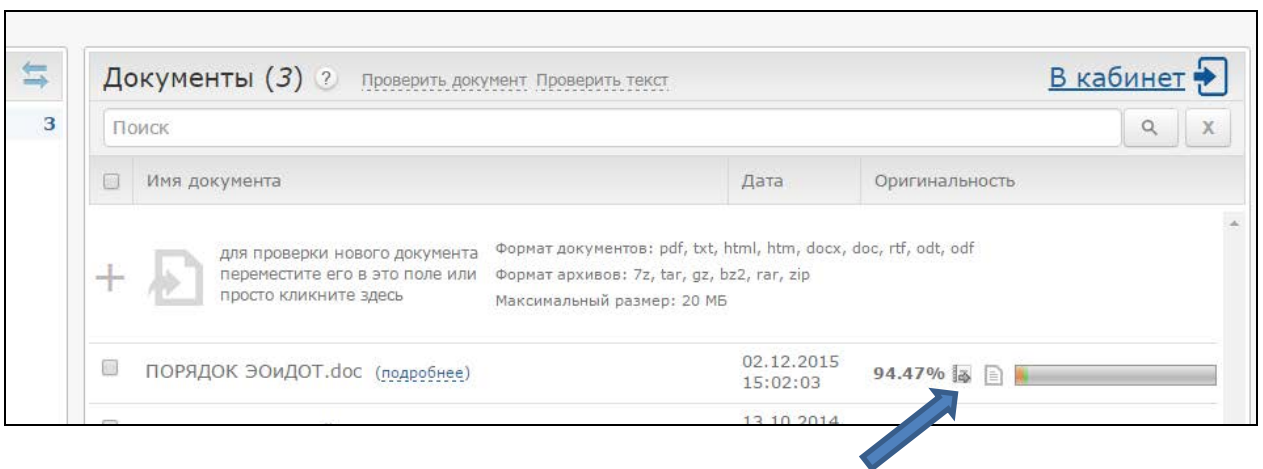 Документы (3) ? Проверить документ Проверить текст В кабинет
3
Поиск
X
Имя документа Дата Оригинальность
для проверки нового документа
переместите его в это поле или
просто кликните здесь
Формат документов: pdf, txt, html, htm, docx, doc, rtf, odt, odf
Формат архивов: 7z, tar, gz, bz2, rar, zip
Максимальный размер: 20 МБ
ПОРЯДОК ЭОиДОТ.doc (подробнее)
02.12.2015
15:02:03
94.47%
13.10.2014